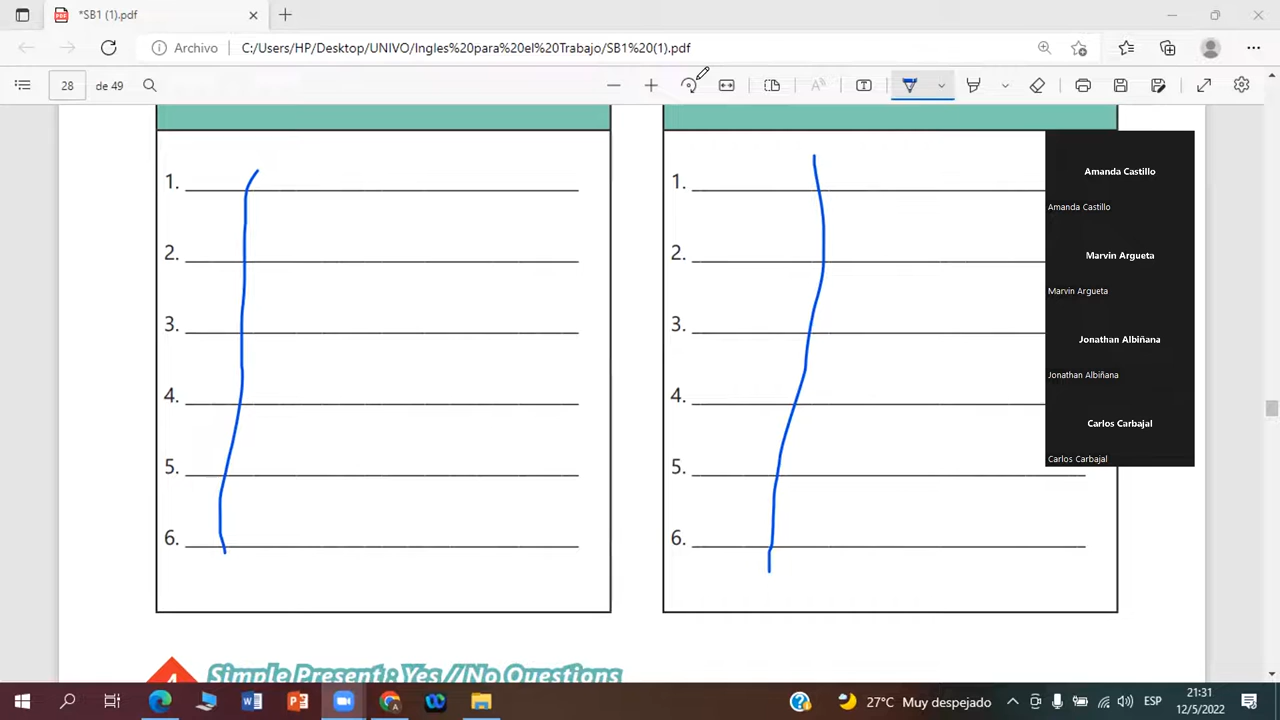 *SB1 (1).pdf
Archivo
C:/Users/HP/Desktop/UNIVO/Ingles%20para%20el%20Trabajo/SB1%20(1).pdf
28 de 49
1.
2.
3.
4.
5.
6.
1.
2.
3.
4.
5.
6.
Amanda Castillo
Amanda Castillo
Marvin Argueta
Marvin Argueta
Jonathan Albiñana
Jonathan Albiñana
Carlos Carbajal
Carlos Carbajal
4 Simple Present : Yes / /No Questions
27°C Muy despejado
ESP
21:31
12/5/2022